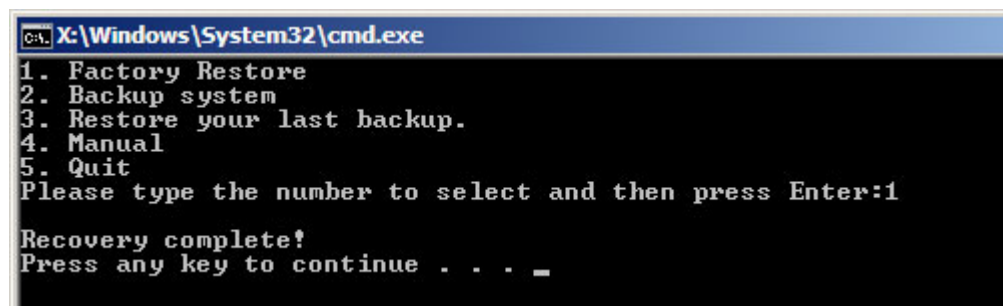 C:\. X:\Windows\System32\cmd.exe
1. Factory Restore
2. Backup system
3. Restore your last backup.
4. Manual
5. Quit
Please type the number to select and then press Enter:1
Recovery complete!
Press any key to continue . . . _